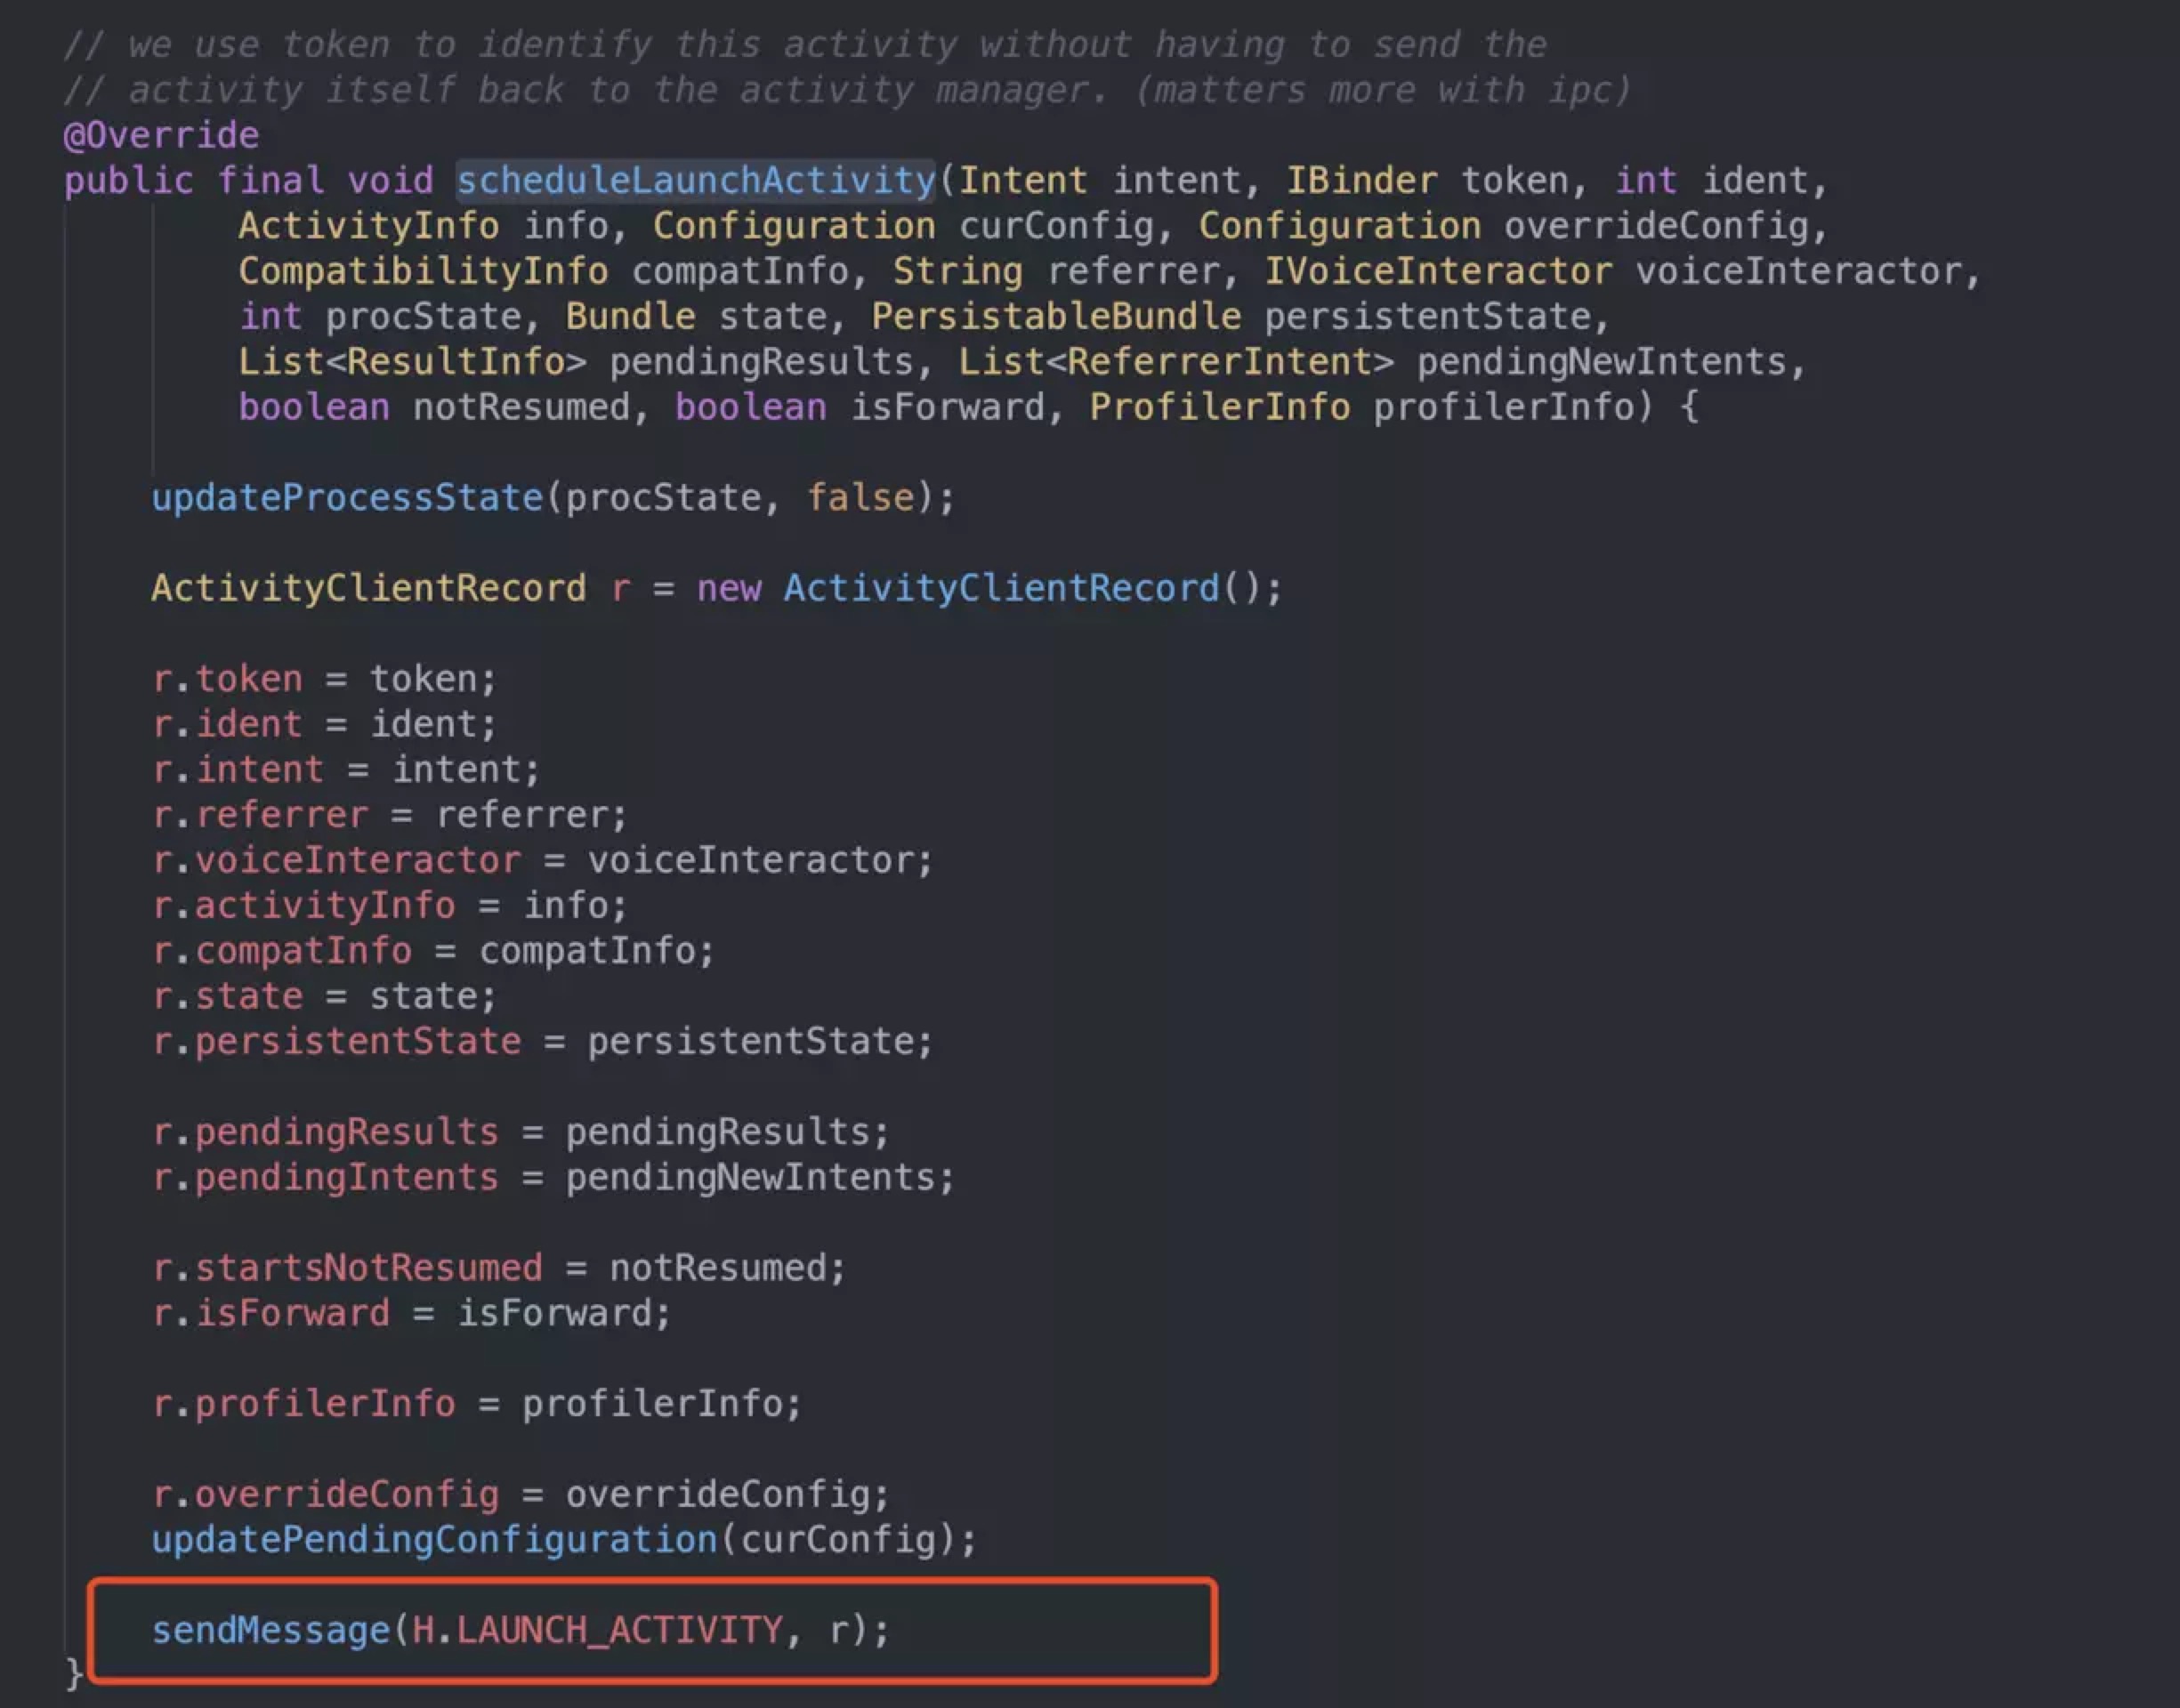 // we use token to identify this activity without having to send the
// activity itself back to the activity manager. (matters more with ipc)
@Override
public final void scheduleLaunchActivity(Intent intent, IBinder token, int ident,
ActivityInfo info, Configuration curConfig, Configuration overrideConfig,
CompatibilityInfo compatInfo, String referrer, IVoiceInteractor voiceInteractor,
int procState, Bundle state, PersistableBundle persistentState,
List<ResultInfo> pendingResults, List<ReferrerIntent> pendingNewIntents,
boolean notResumed, boolean isForward, ProfilerInfo profilerInfo) {
updateProcessState(procState, false);
ActivityClientRecord r = new ActivityClientRecord();
r.token = token;
r.ident = ident;
r.intent = intent;
r.referrer = referrer;
r.voiceInteractor = voiceInteractor;
r.activityInfo = info;
r.compatInfo = compatInfo;
r.state = state;
r.persistentState = persistentState;
r.pendingResults = pendingResults;
r.pendingIntents = pendingNewIntents;
r.startsNotResumed = notResumed;
r.isForward = isForward;
r.profilerInfo = profilerInfo;
r.overrideConfig = overrideConfig;
updatePendingConfiguration(curConfig);
sendMessage(H.LAUNCH_ACTIVITY, r);
}